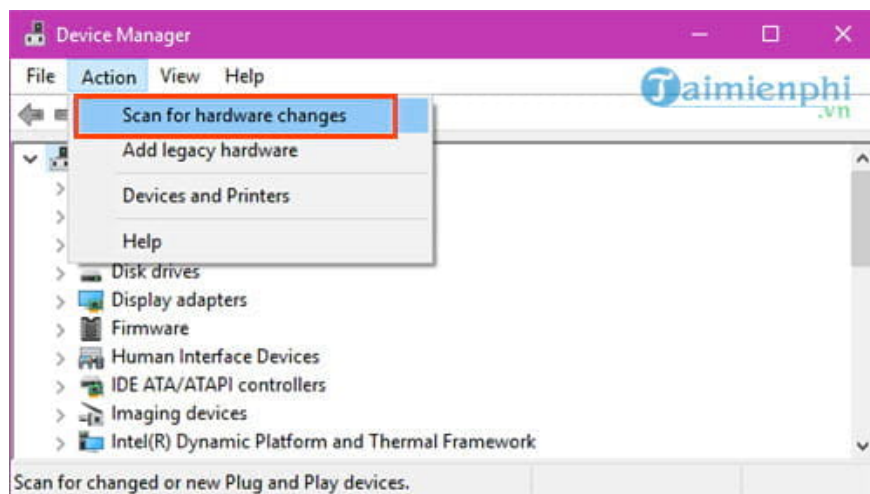 Device Manager
File Action View Help
Taimienphi
.vn
Scan for hardware changes
Add legacy hardware
Devices and Printers
Help
Disk drives
Display adapters
Firmware
Human Interface Devices
IDE ATA/ATAPI controllers
Imaging devices
Intel(R) Dynamic Platform and Thermal Framework
Scan for changed or new Plug and Play devices.